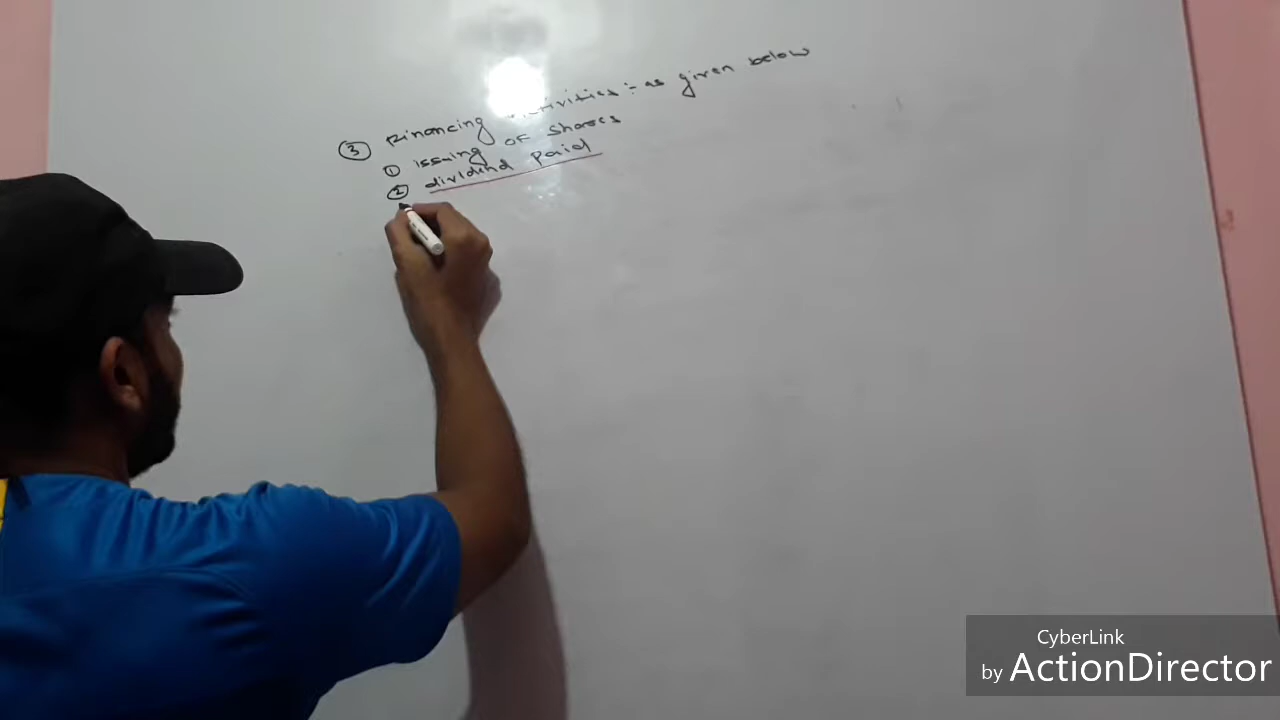 ③ Financing activities :- as given below
① issuing of shares
② dividend paid
CyberLink
by ActionDirector